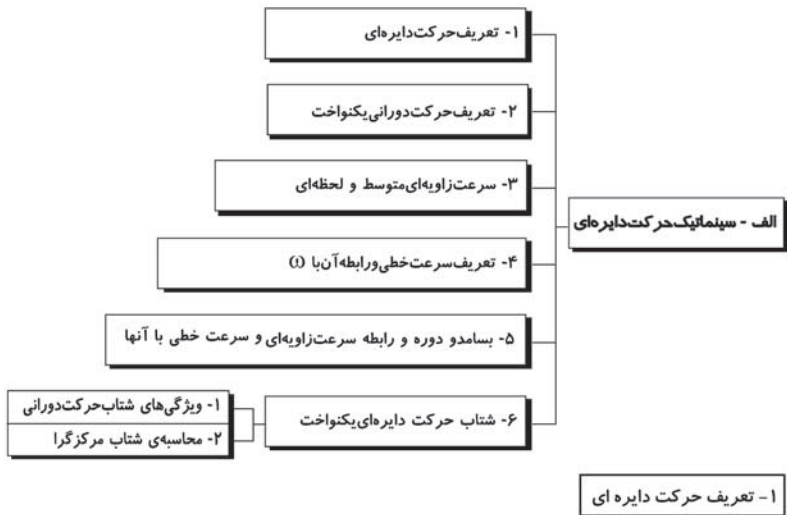 الف - سینماتیک حرکت دایره ای
۱- تعریف حرکت دایره ای
۲- تعریف حرکت دورانی یکنواخت
۳- سرعت زاویه ای متوسط و لحظه ای
۴- تعریف سرعت خطی و رابطه آن با (ω)
۵- بسامدو دوره و رابطه سرعت زاویه ای و سرعت خطی با آنها
۶- شتاب حرکت دایره ای یکنواخت
۱- ویژگی های شتاب حرکت دورانی
۲- محاسبه‌ی شتاب مرکزگرا
۱- تعریف حرکت دایره ای